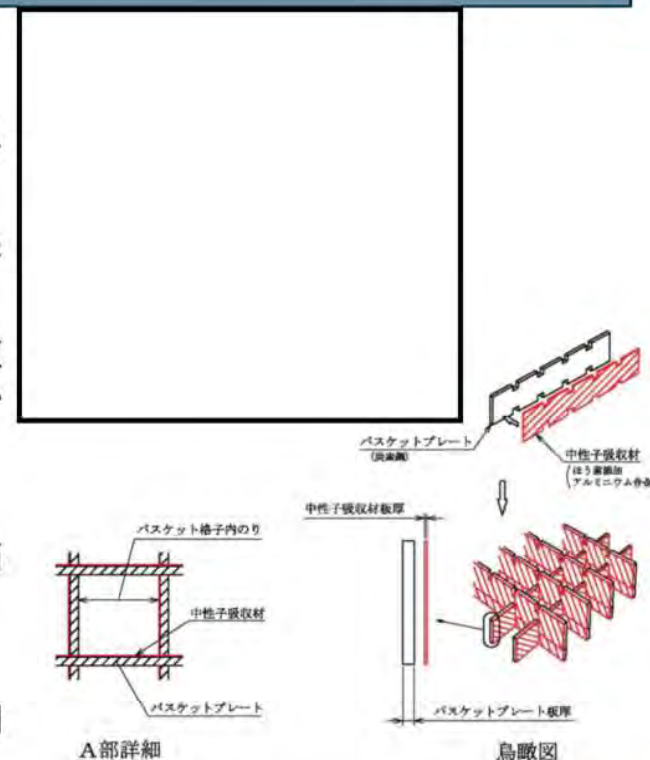 バスケットプレート
(炭素鋼)
中性子吸収材
ほう素添加
アルミニウム合金
中性子吸収材板厚
バスケット格子内のり
中性子吸収材
バスケットプレート
バスケットプレート板厚
A部詳細
鳥瞰図